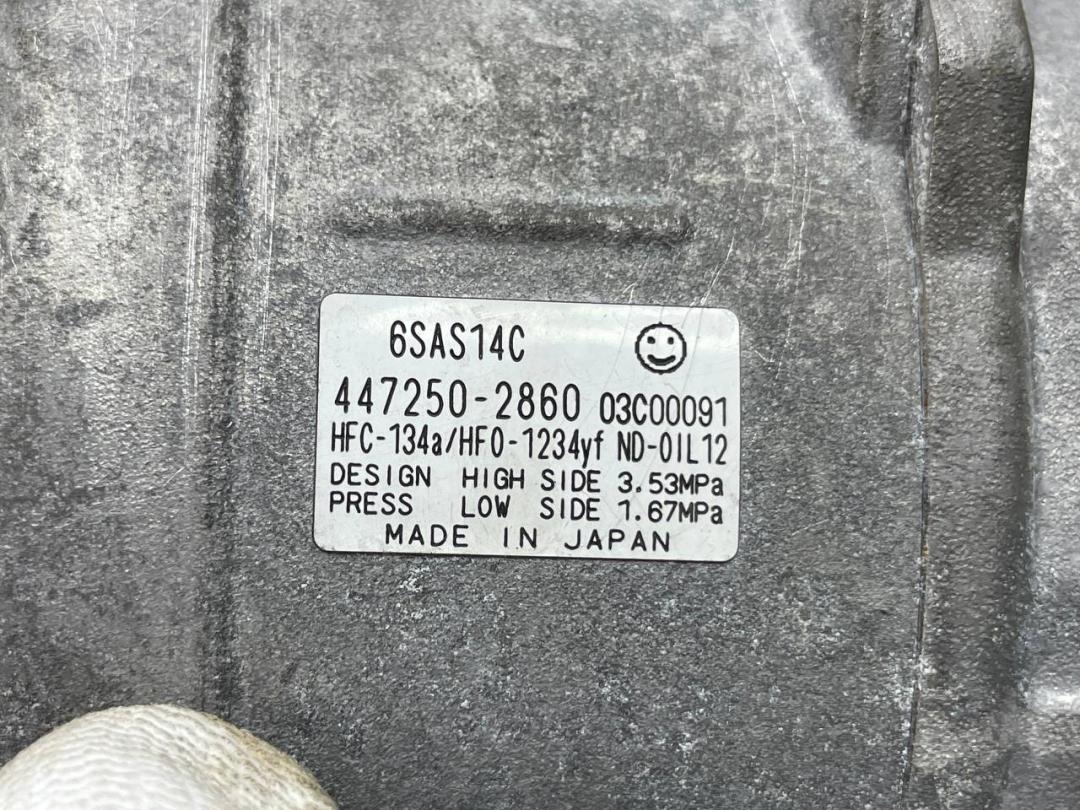 6SAS14C
447250-2860 03C00091
HFC-134a/HFO-1234yf ND-OIL12
DESIGN HIGH SIDE 3.53MPa
PRESS LOW SIDE 1.67MPa
MADE IN JAPAN